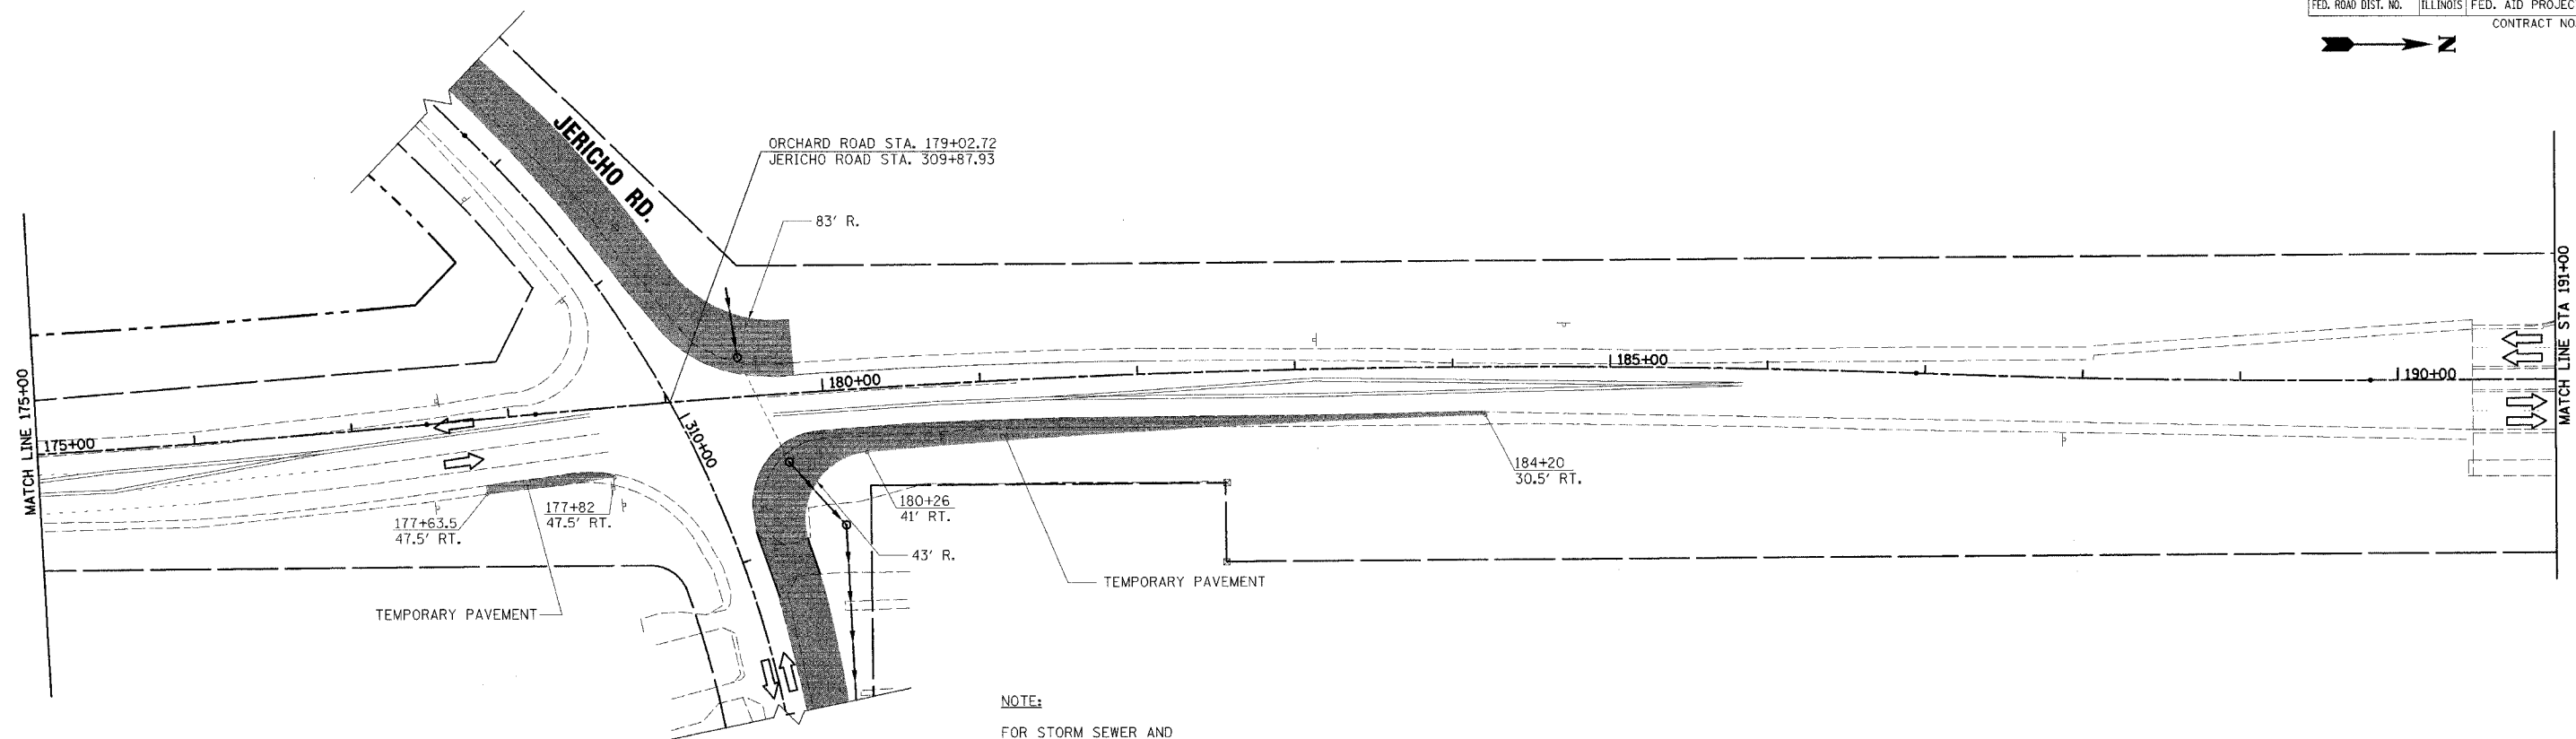 FED. ROAD DIST. NO. ILLINOIS FED. AID PROJEC
CONTRACT NO.
N
JERICHO RD.
ORCHARD ROAD STA. 179+02.72
JERICHO ROAD STA. 309+87.93
83' R.
MATCH LINE 175+00
175+00
180+00
185+00
190+00
MATCH LINE STA 191+00
310+00
177+63.5
47.5' RT.
177+82
47.5' RT.
180+26
41' RT.
184+20
30.5' RT.
43' R.
TEMPORARY PAVEMENT
TEMPORARY PAVEMENT
NOTE:
FOR STORM SEWER AND